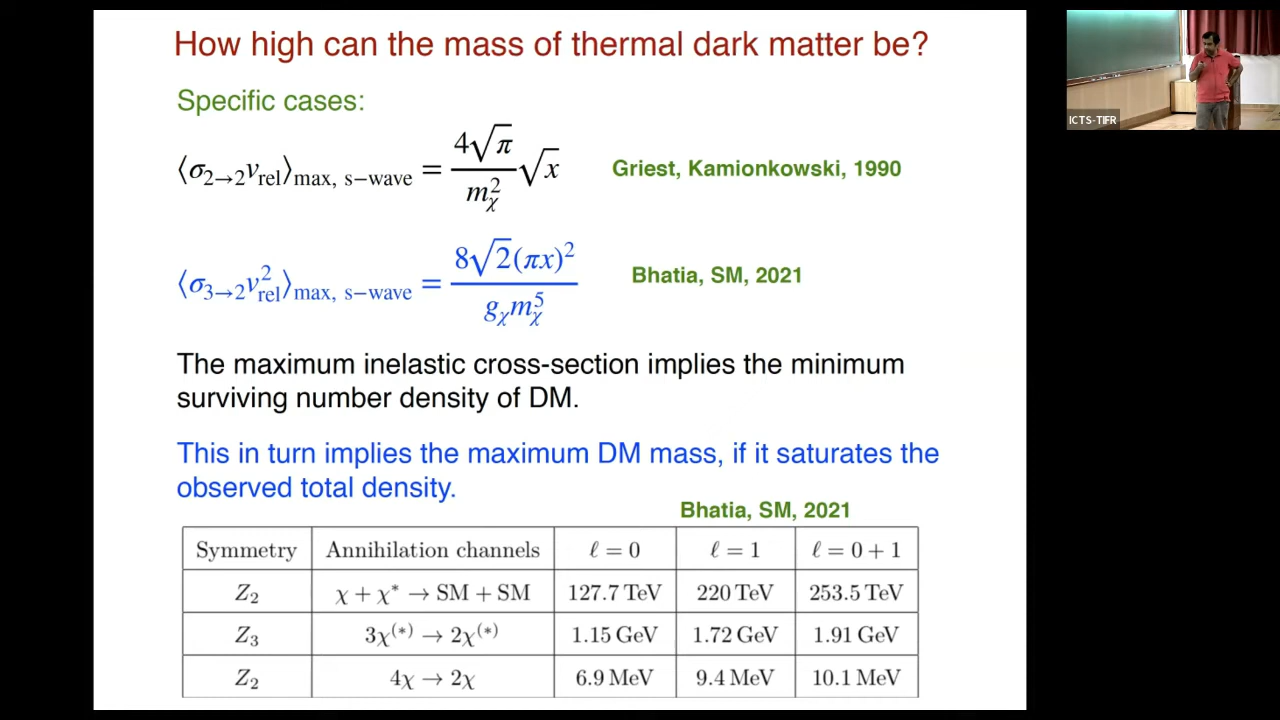 How high can the mass of thermal dark matter be?
ICTS-TIFR
Specific cases:
⟨σ₂→₂v_rel⟩_max, s−wave = 4√π / m_χ² √x
Griest, Kamionkowski, 1990
⟨σ₃→₂v²_rel⟩_max, s−wave = 8√2(πx)² / g_χ m_χ⁵
Bhatia, SM, 2021
The maximum inelastic cross-section implies the minimum
surviving number density of DM.
This in turn implies the maximum DM mass, if it saturates the
observed total density.
Bhatia, SM, 2021
Symmetry Annihilation channels ℓ = 0 ℓ = 1 ℓ = 0 + 1
Z₂ χ + χ* → SM + SM 127.7 TeV 220 TeV 253.5 TeV
Z₃ 3χ⁽*⁾ → 2χ⁽*⁾ 1.15 GeV 1.72 GeV 1.91 GeV
Z₂ 4χ → 2χ 6.9 MeV 9.4 MeV 10.1 MeV